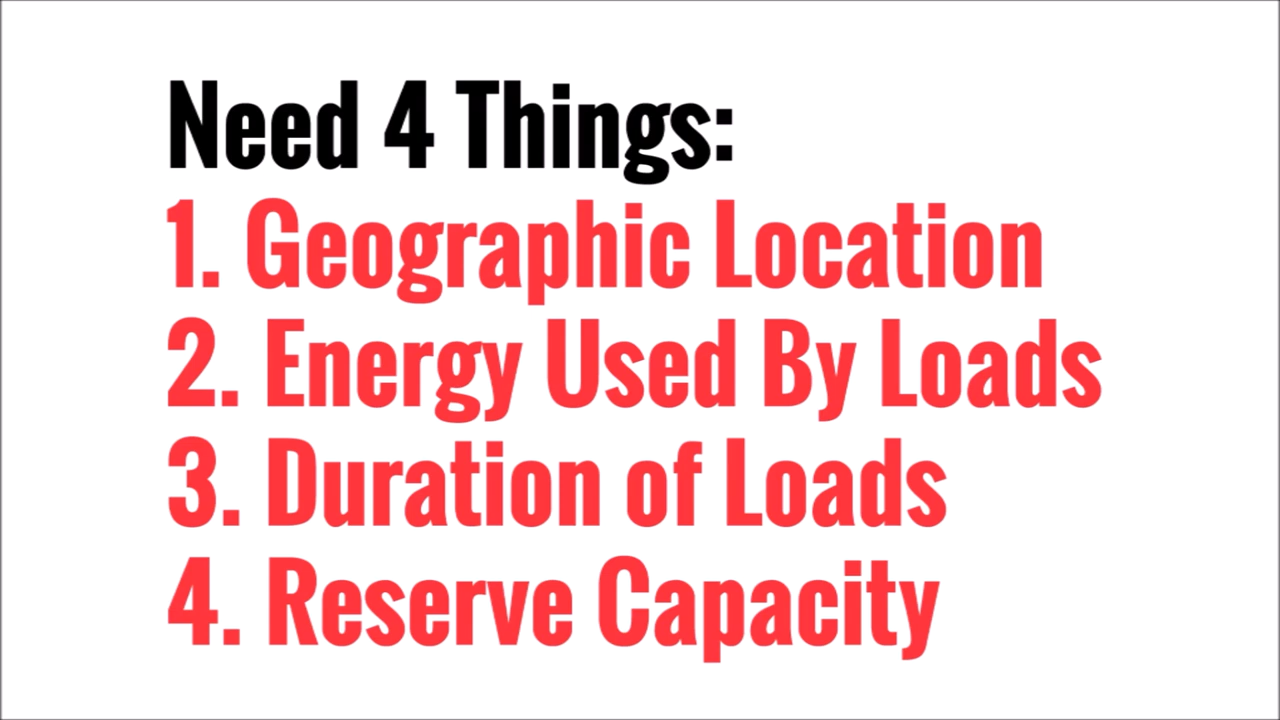 Need 4 Things:
1. Geographic Location
2. Energy Used By Loads
3. Duration of Loads
4. Reserve Capacity